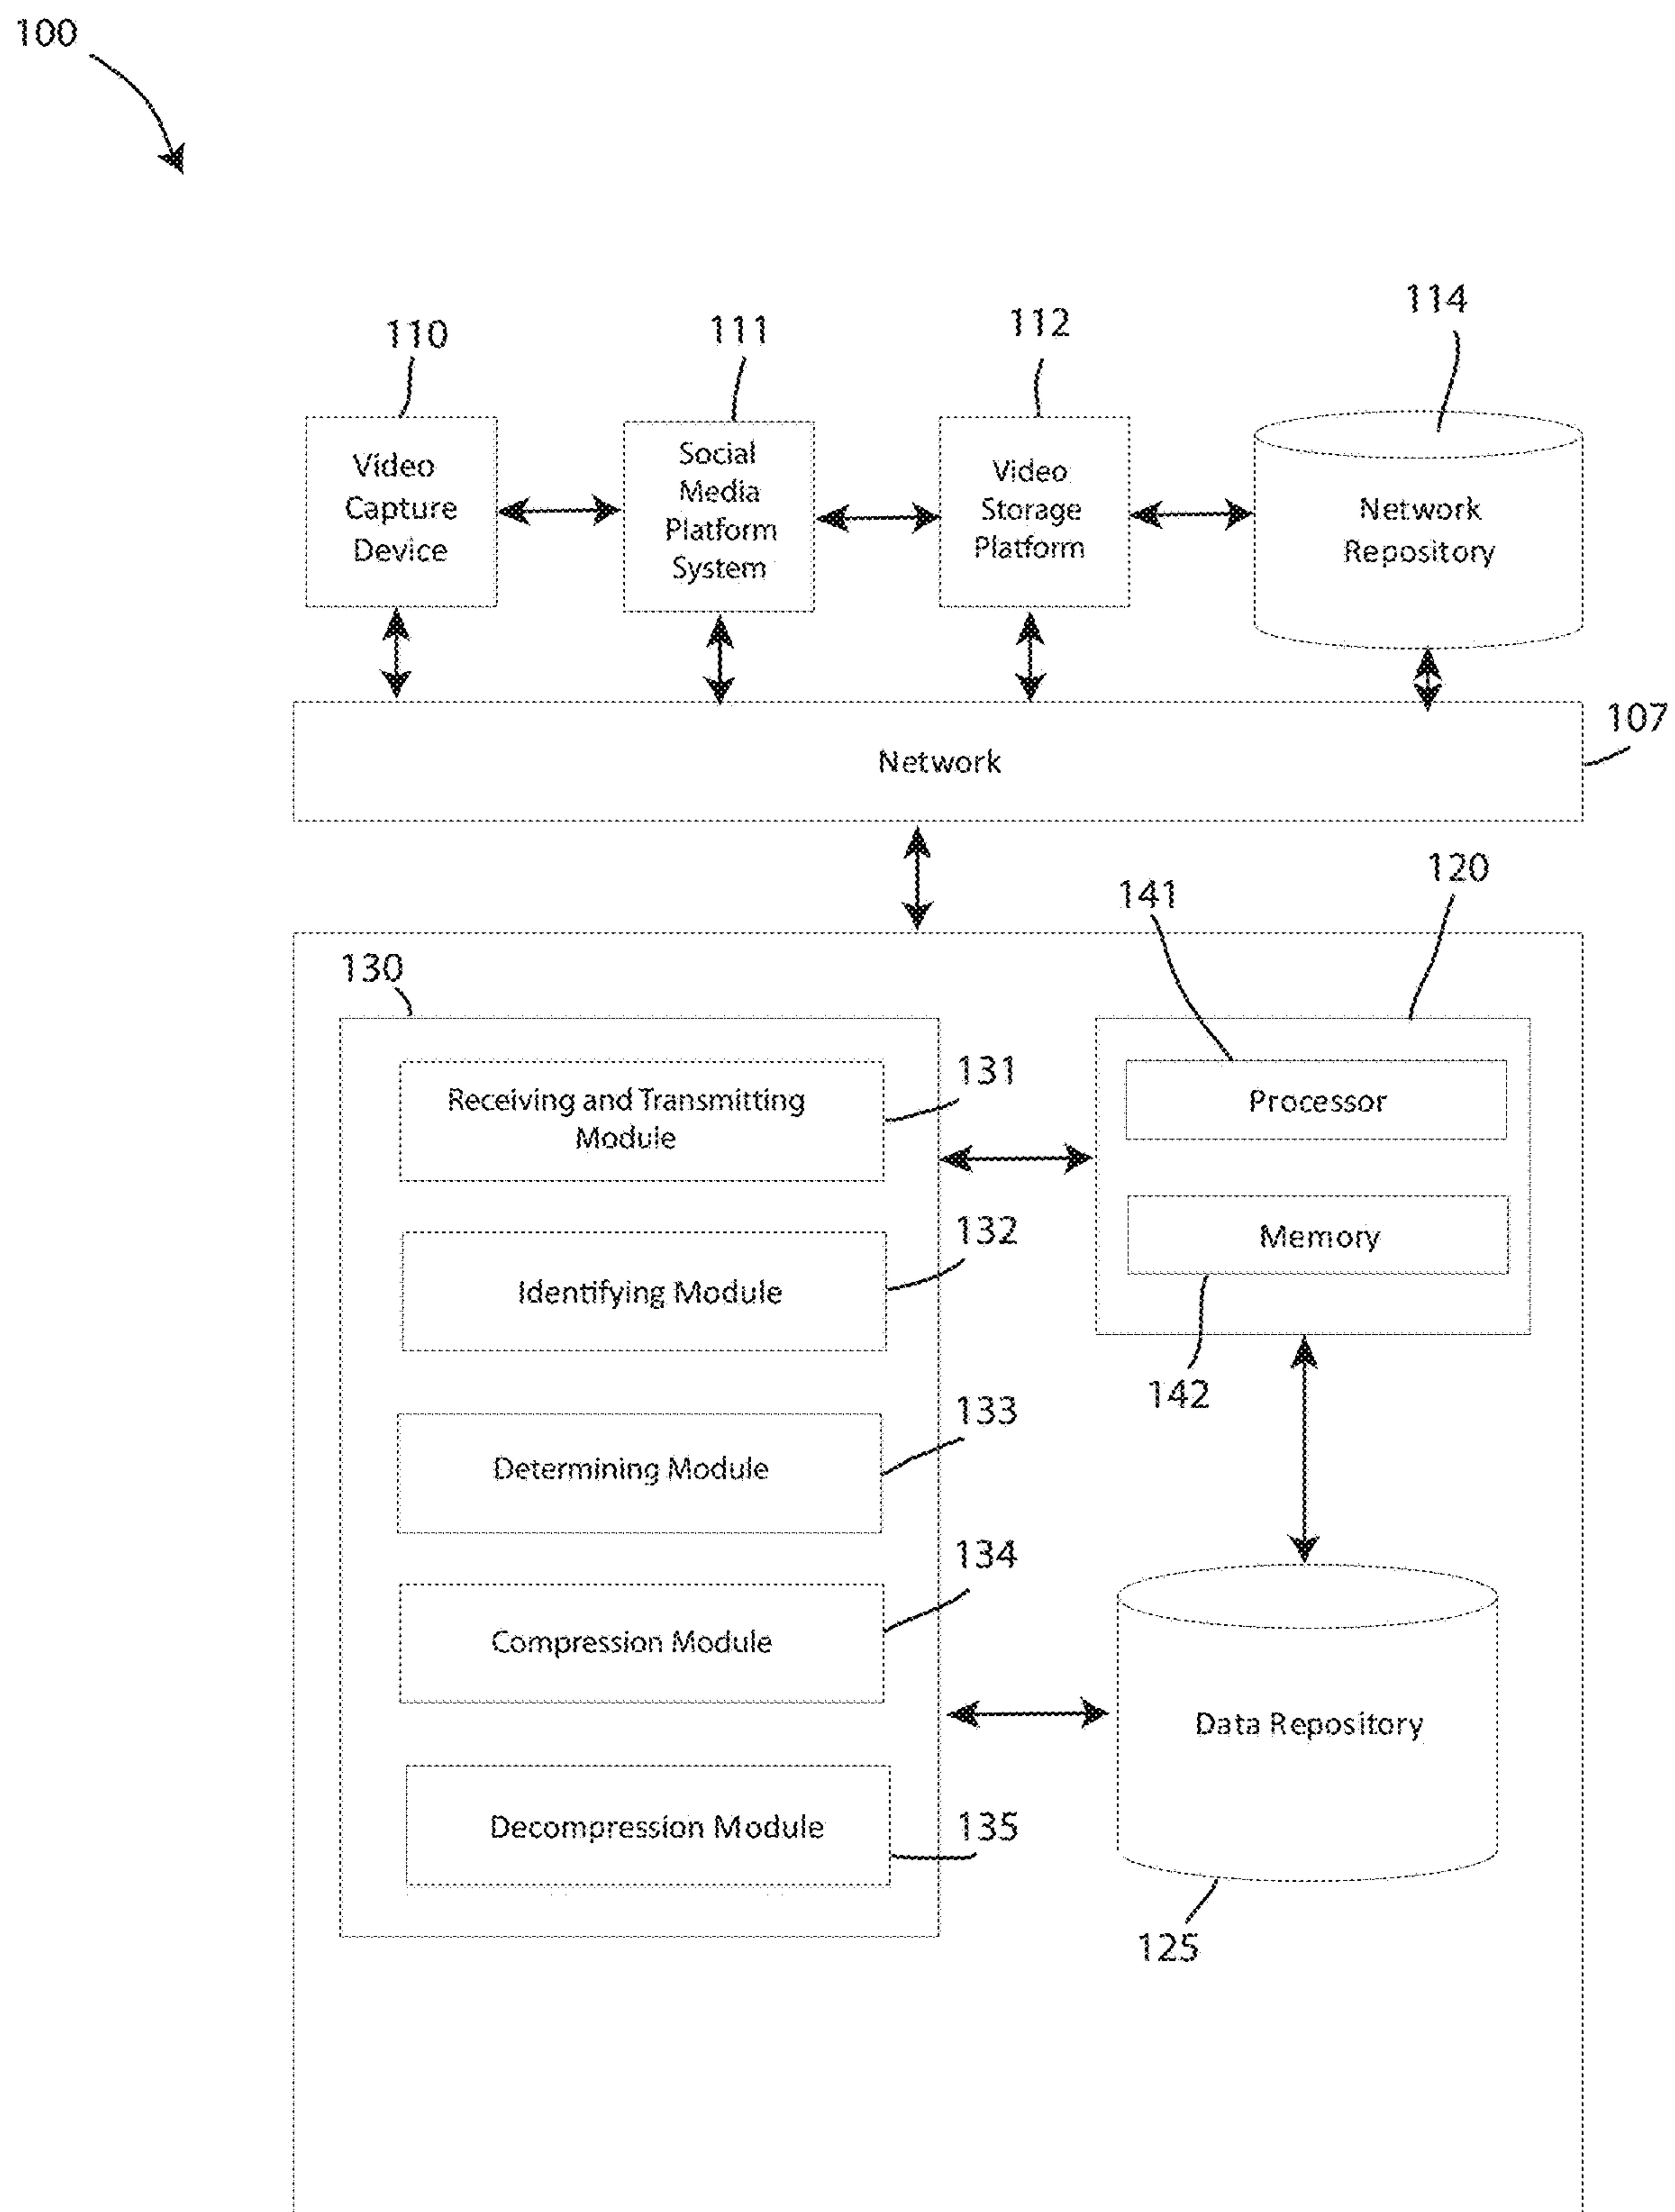 100
110
111
112
114
Video
Capture
Device
Social
Media
Platform
System
Video
Storage
Platform
Network
Repository
Network
107
120
141
130
Receiving and Transmitting
Module
131
Processor
Identifying Module
132
Memory
142
Determining Module
133
Compression Module
134
Data Repository
Decompression Module
135
125